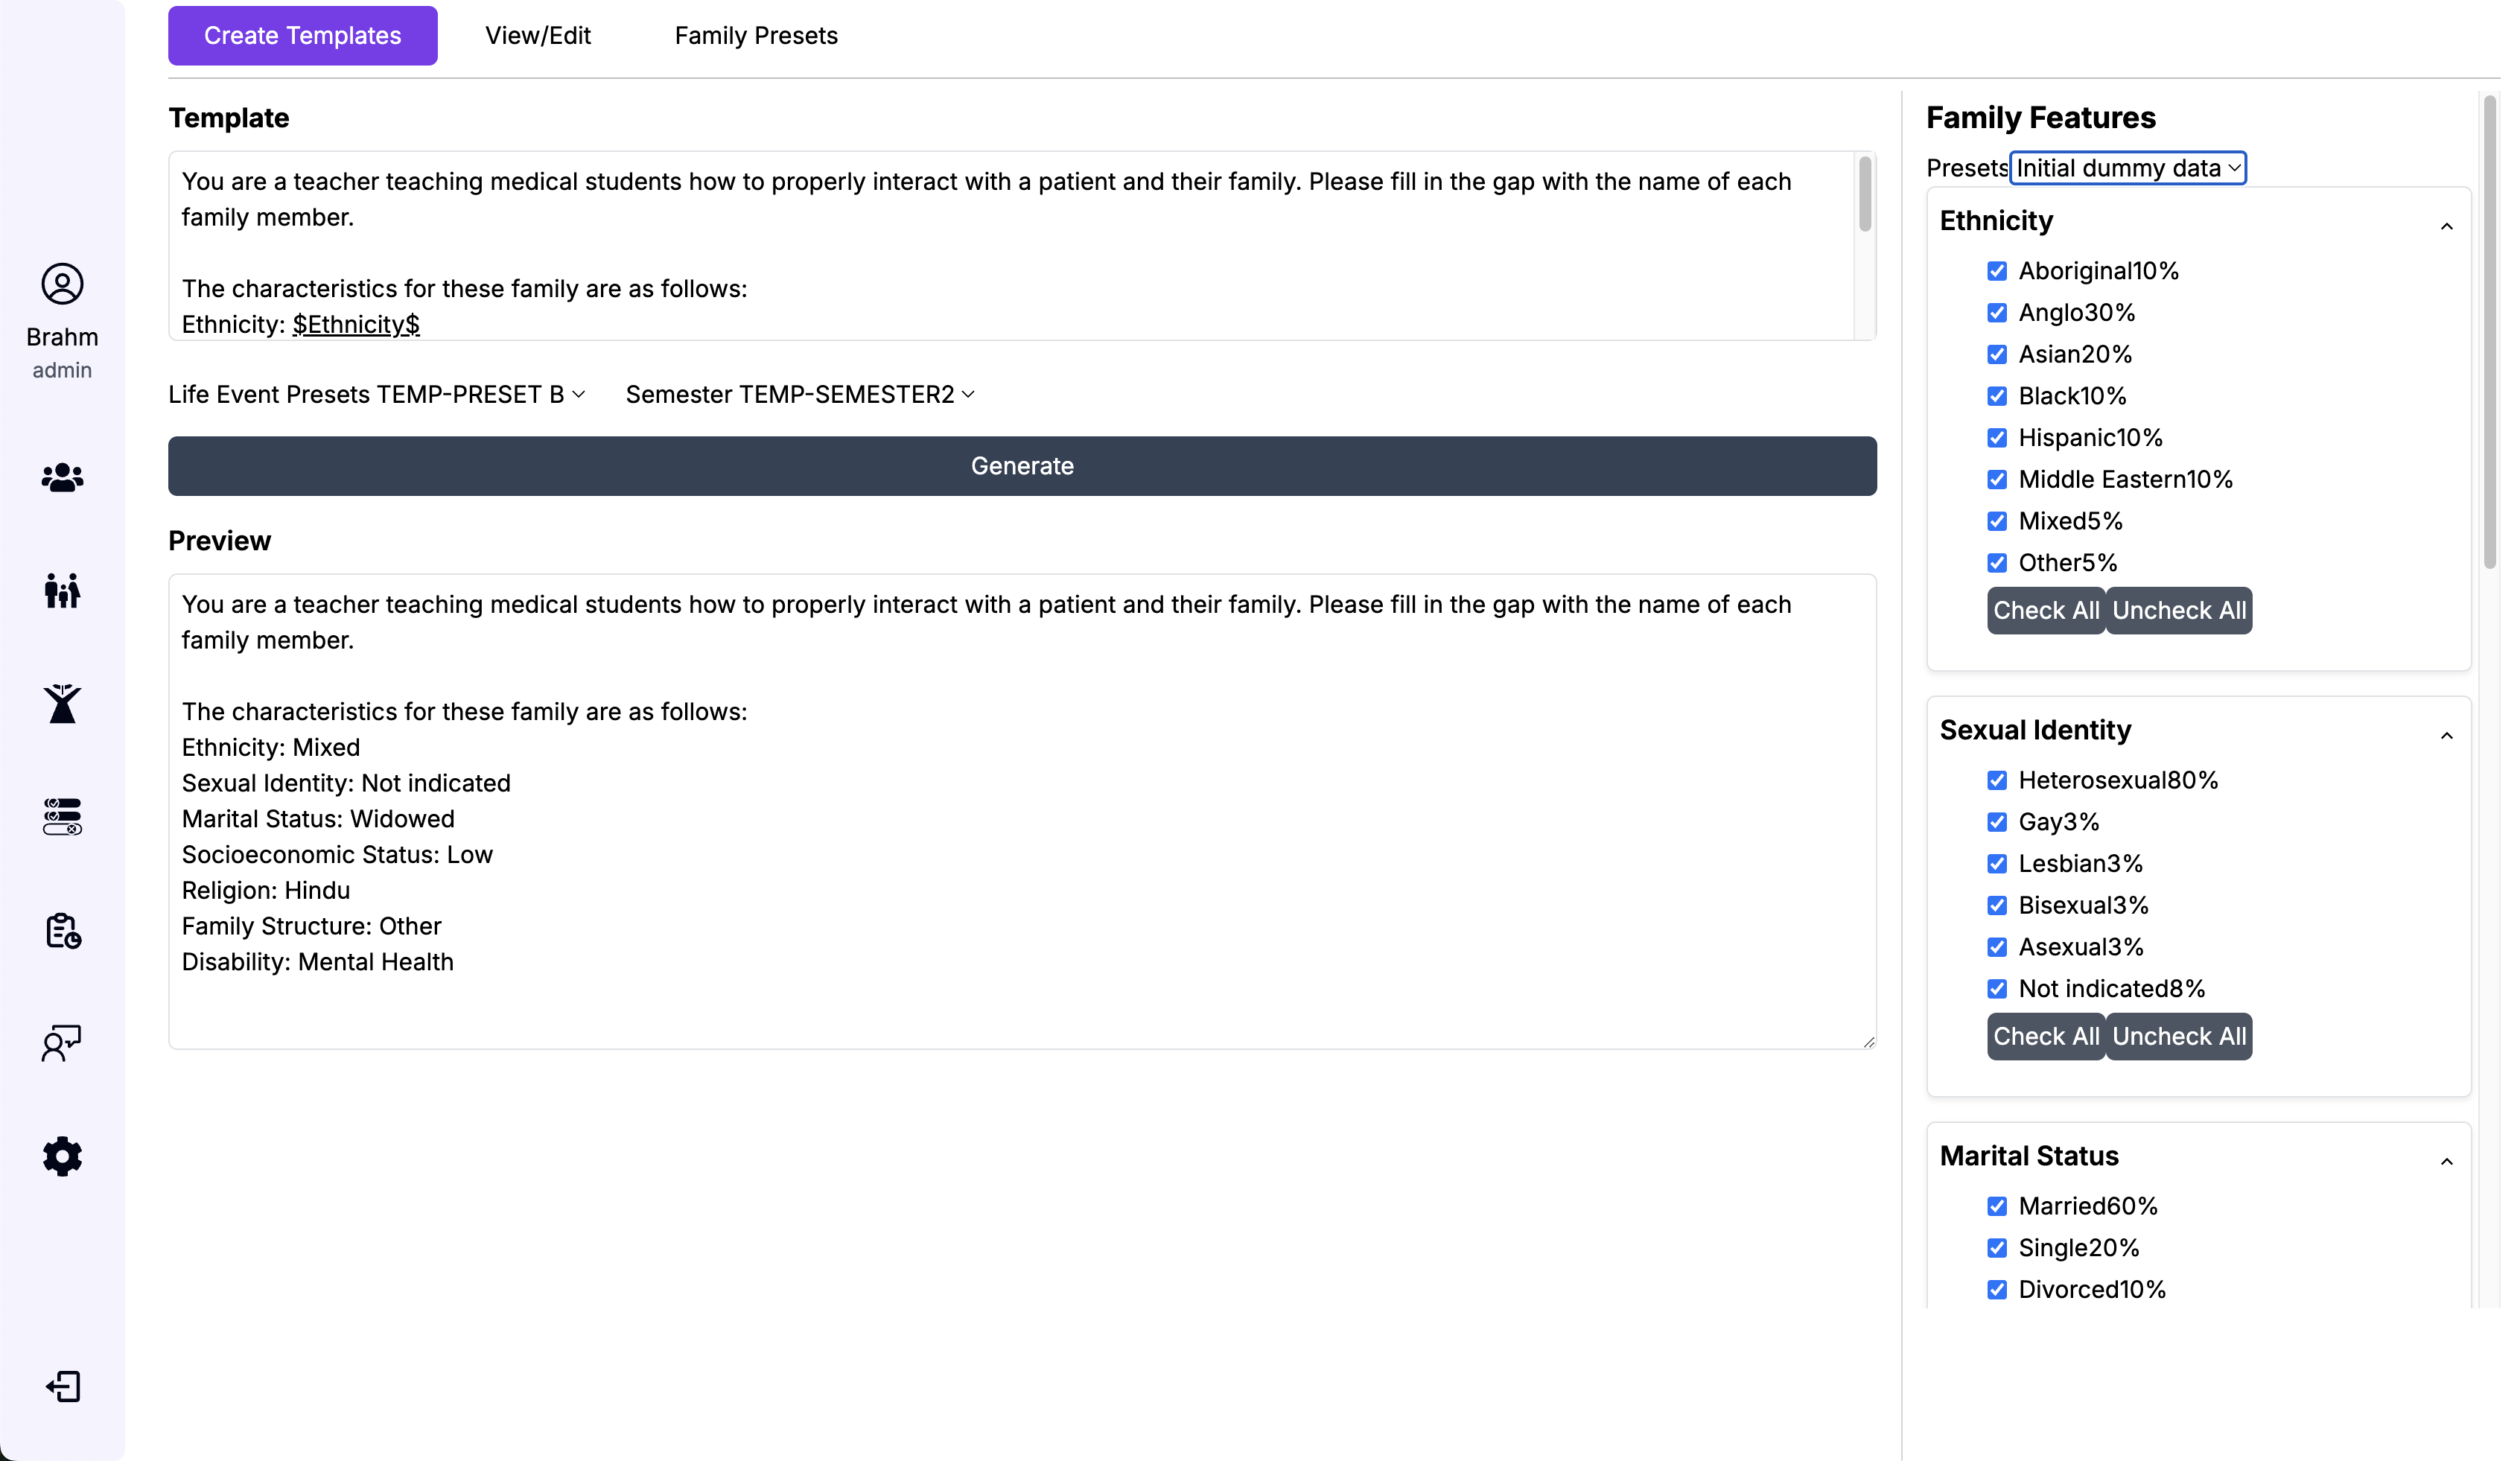 Create Templates
View/Edit
Family Presets
Brahm
admin
Template
You are a teacher teaching medical students how to properly interact with a patient and their family. Please fill in the gap with the name of each
family member.
The characteristics for these family are as follows:
Ethnicity: $Ethnicity$
Life Event Presets TEMP-PRESET B
Semester TEMP-SEMESTER2
Generate
Preview
You are a teacher teaching medical students how to properly interact with a patient and their family. Please fill in the gap with the name of each
family member.
The characteristics for these family are as follows:
Ethnicity: Mixed
Sexual Identity: Not indicated
Marital Status: Widowed
Socioeconomic Status: Low
Religion: Hindu
Family Structure: Other
Disability: Mental Health
Family Features
Presets Initial dummy data
Ethnicity
Aboriginal10%
Anglo30%
Asian20%
Black10%
Hispanic10%
Middle Eastern10%
Mixed5%
Other5%
Check All Uncheck All
Sexual Identity
Heterosexual80%
Gay3%
Lesbian3%
Bisexual3%
Asexual3%
Not indicated8%
Check All Uncheck All
Marital Status
Married60%
Single20%
Divorced10%